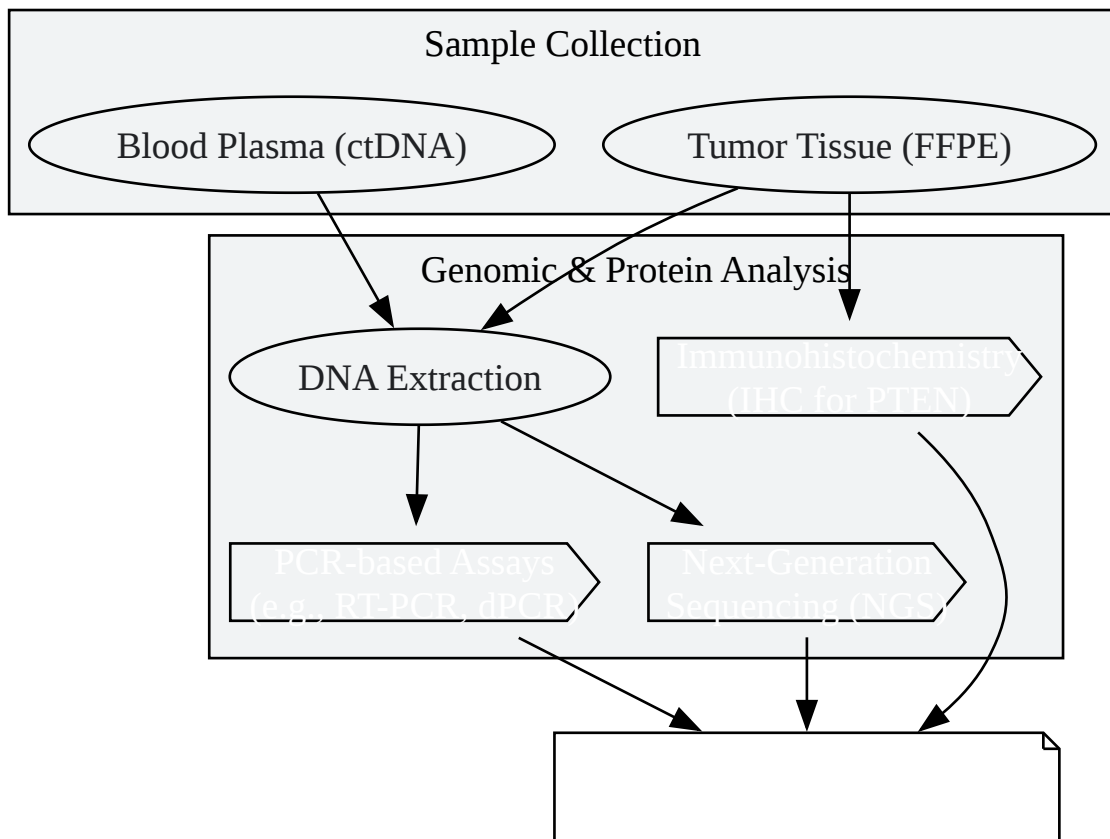 Sample Collection
Blood Plasma (ctDNA)
Tumor Tissue (FFPE)
Genomic & Protein Analysis
DNA Extraction
Immunohistochemistry
(IHC for PTEN)
PCR-based Assays
(e.g., RT-PCR, dPCR)
Next-Generation
Sequencing (NGS)